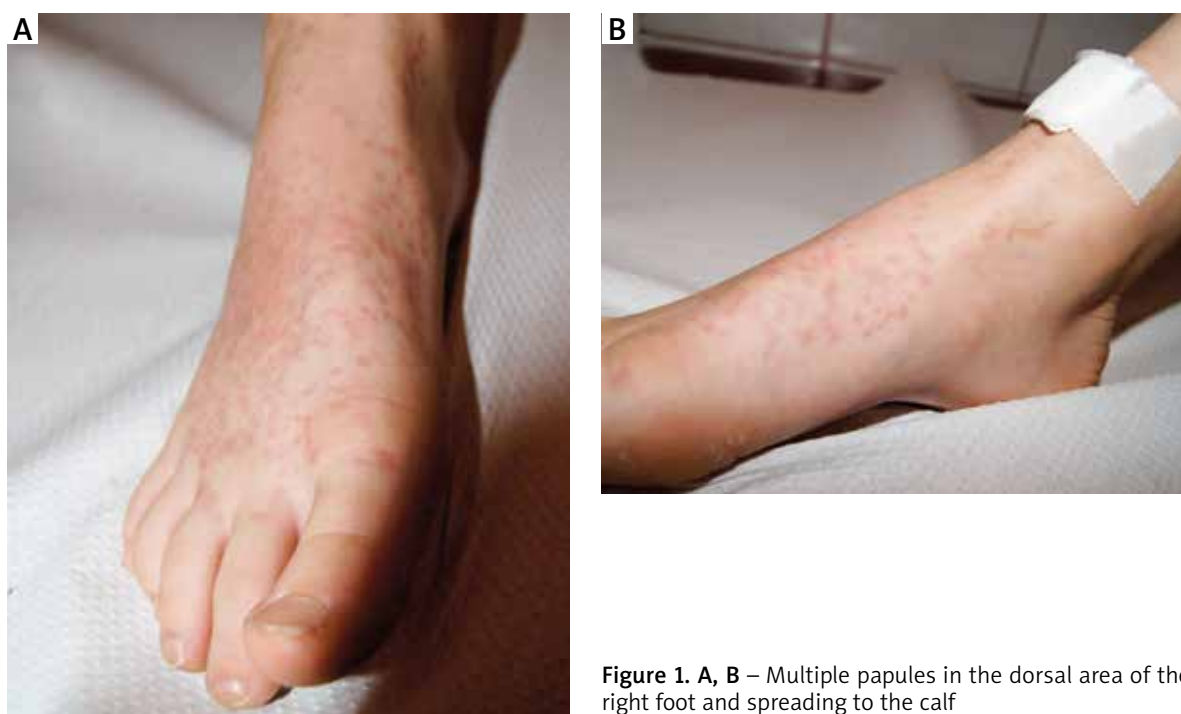 A
B
Figure 1. A, B – Multiple papules in the dorsal area of the
right foot and spreading to the calf